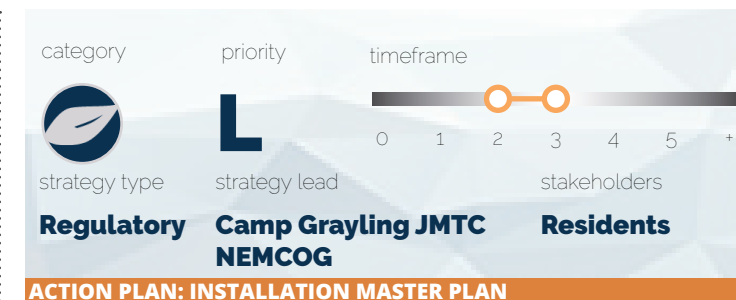 category priority timeframe
L
0 1 2 3 4 5 +
strategy type strategy lead stakeholders
Regulatory Camp Grayling JMTC Residents
NEMCOG
ACTION PLAN: INSTALLATION MASTER PLAN